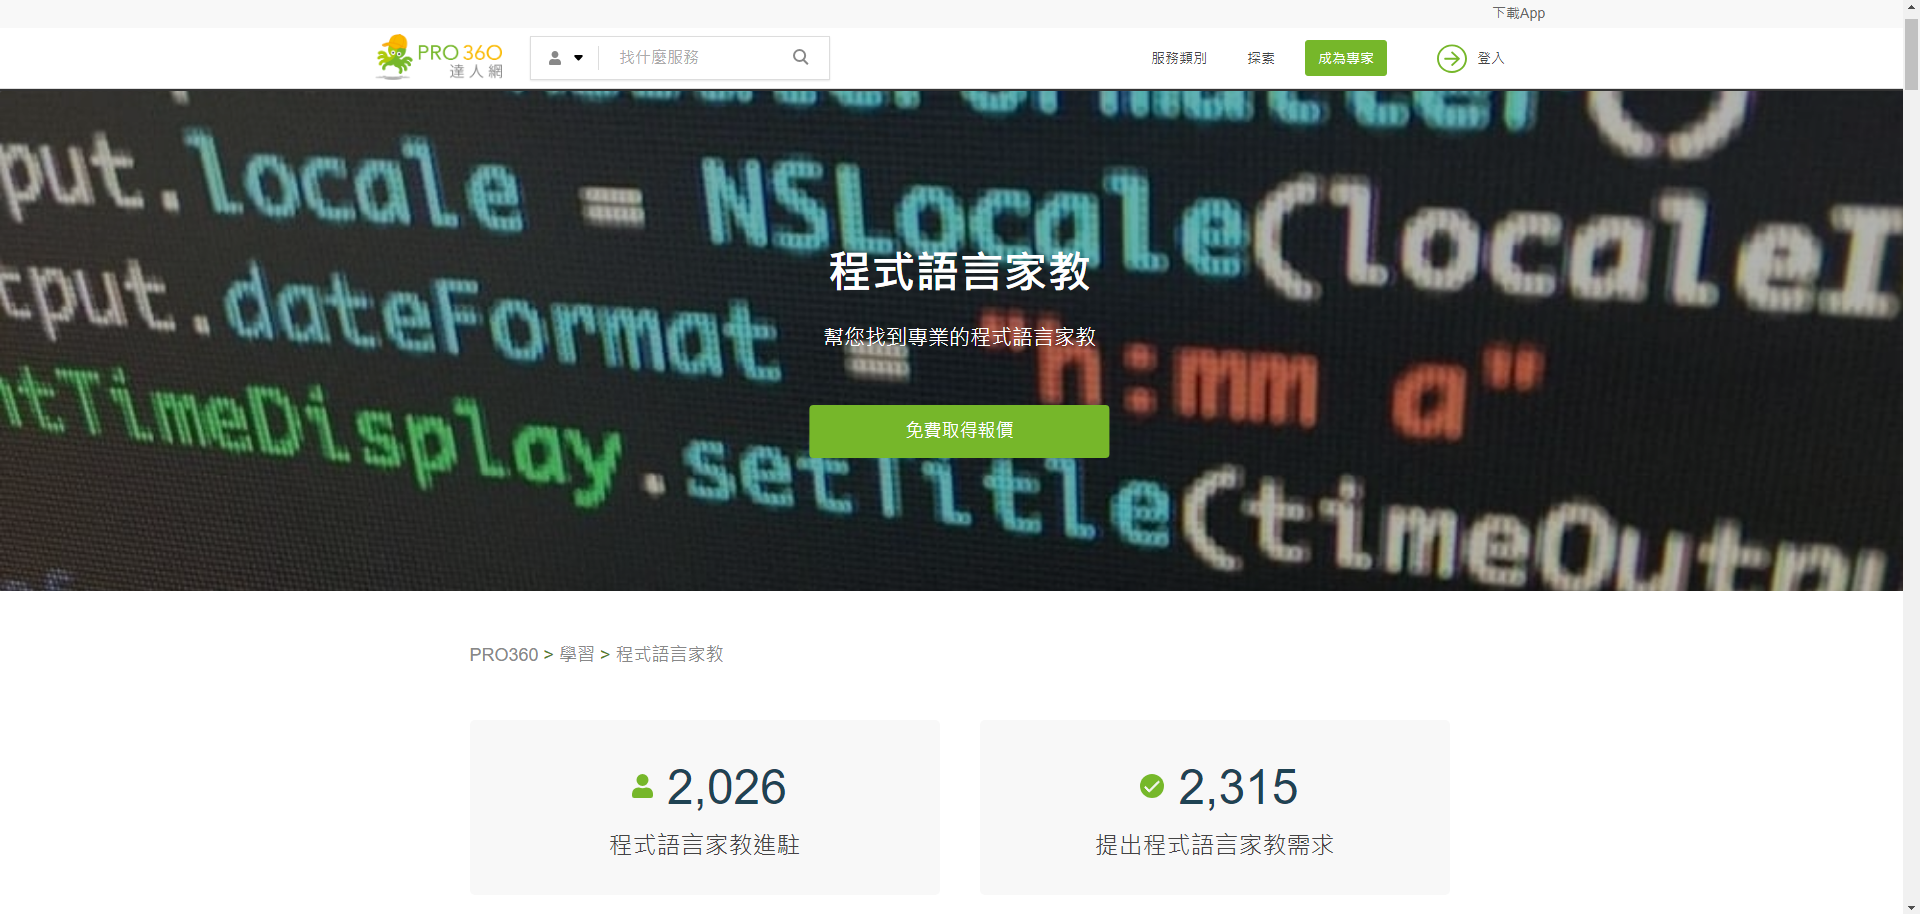 下載App
PRO360
達人網
找什麼服務
服務類別
探索
成為專家
登入
put.locale = NSLocale(localeI
tput.dateFormat = "h:mm a"
ntTimeDisplay.setTitle(timeOutpu
程式語言家教
幫您找到專業的程式語言家教
免費取得報價
PRO360 > 學習 > 程式語言家教
2,026
程式語言家教進駐
2,315
提出程式語言家教需求